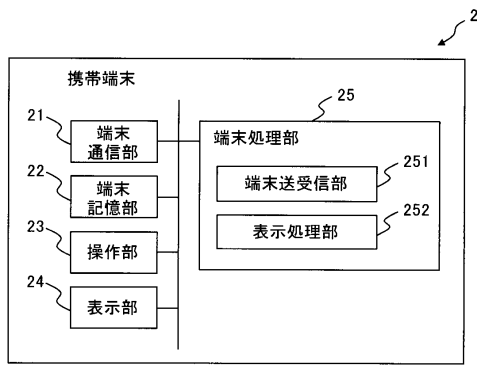 2
携帯端末
21
端末
通信部
22
端末
記憶部
23
操作部
24
表示部
25
端末処理部
251
端末送受信部
252
表示処理部